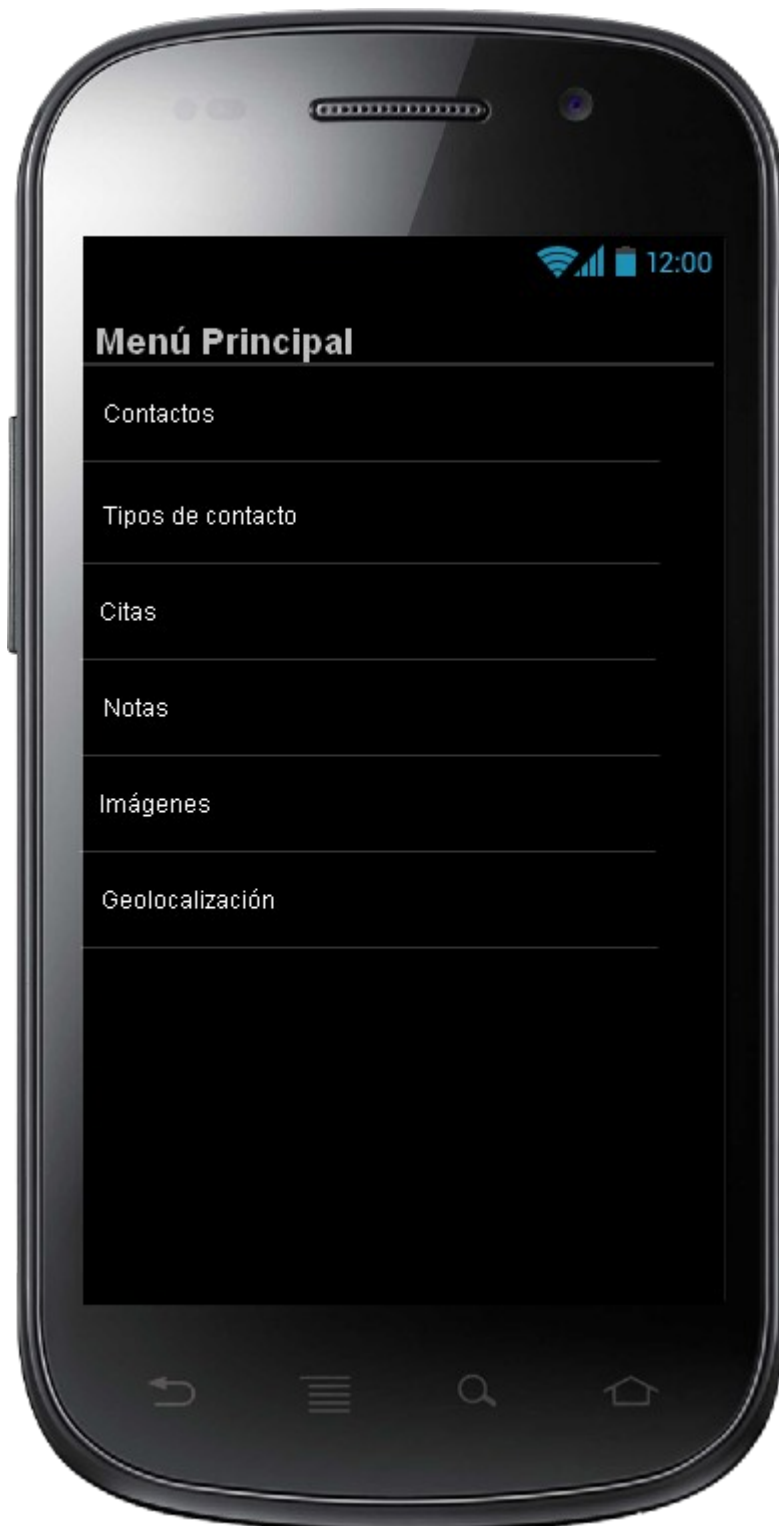 12:00
Menú Principal
Contactos
Tipos de contacto
Citas
Notas
Imágenes
Geolocalización